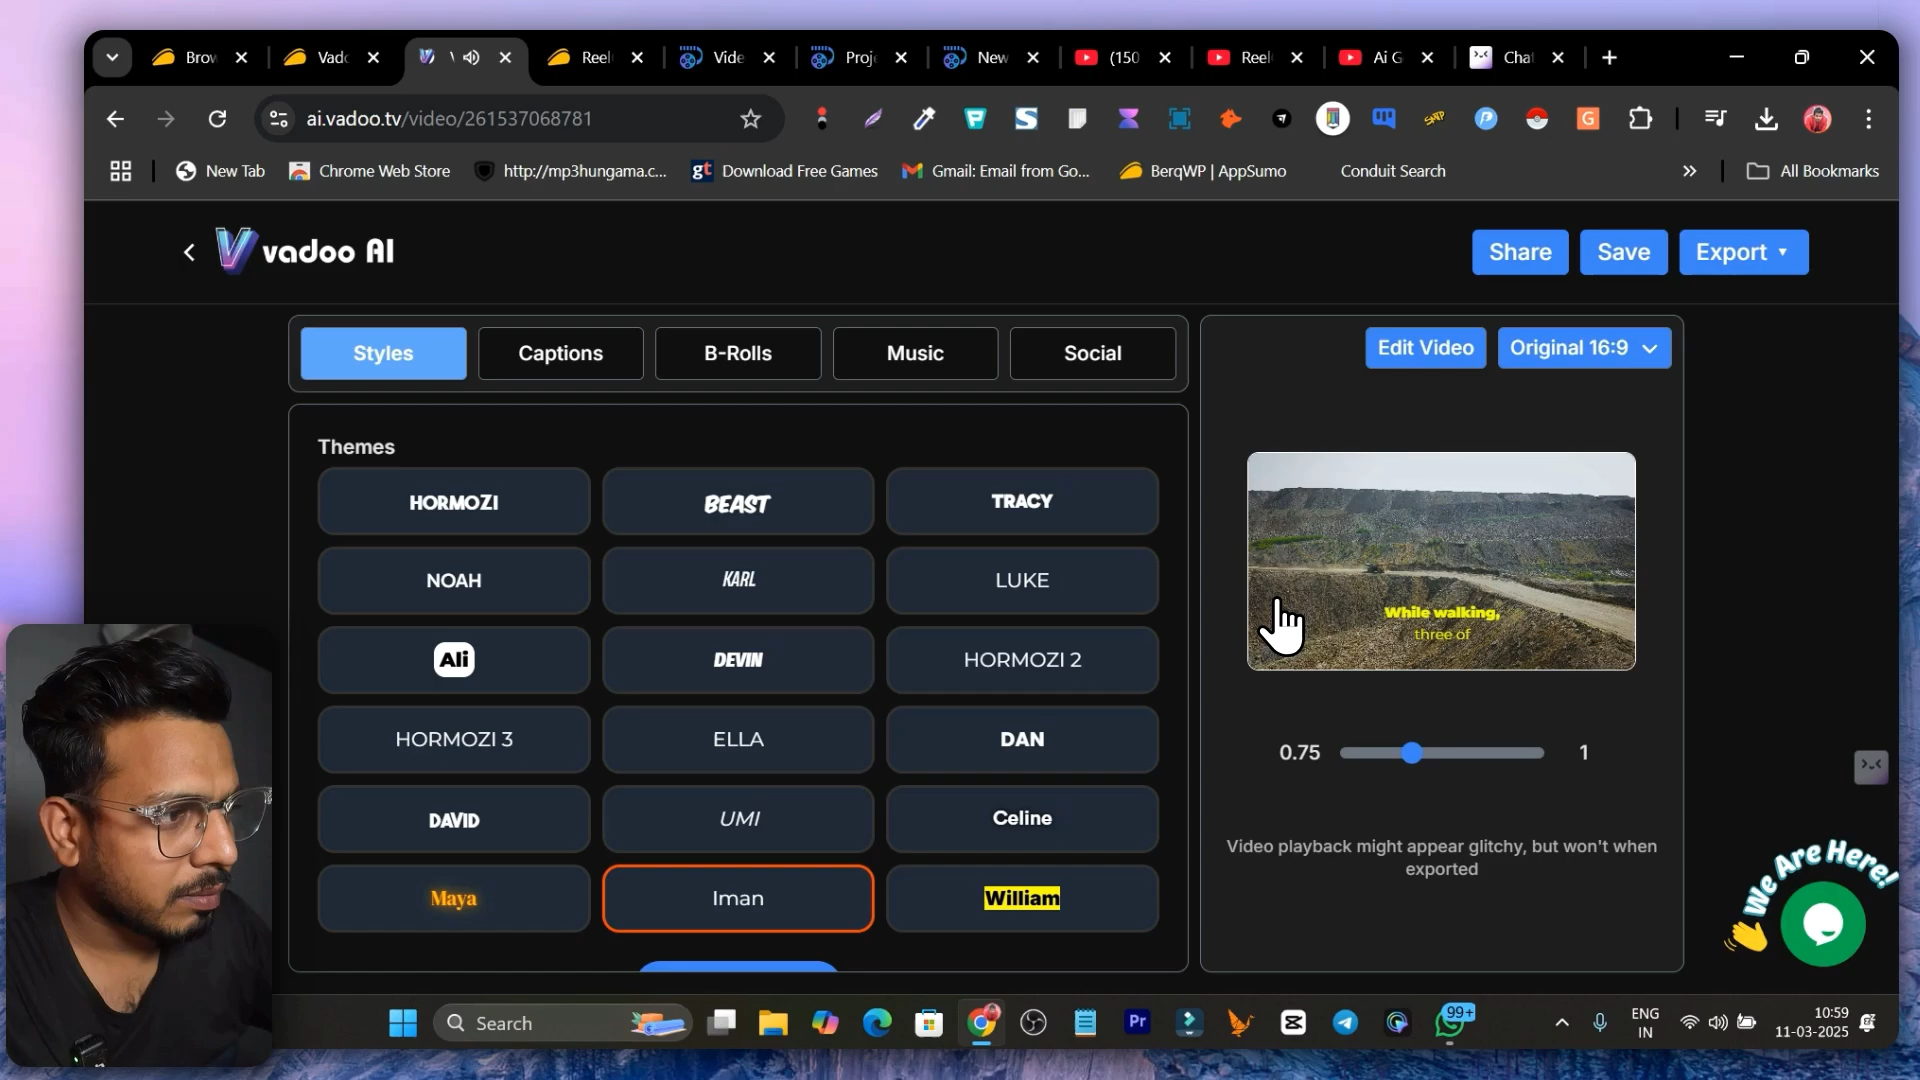 Brow
Vado
V
Reel
Vide
Proje
New
(150
Reel
Ai G
Chat
ai.vadoo.tv/video/261537068781
New Tab
Chrome Web Store
http://mp3hungama.c...
gt
Download Free Games
Gmail: Email from Go...
BerqWP | AppSumo
Conduit Search
All Bookmarks
vadoo AI
Share
Save
Export
Styles
Captions
B-Rolls
Music
Social
Edit Video
Original 16:9
Themes
HORMOZI
BEAST
TRACY
NOAH
KARL
LUKE
Ali
DEVIN
HORMOZI 2
HORMOZI 3
ELLA
DAN
DAVID
UMI
Celine
Maya
Iman
William
While walking,
three of
0.75
1
Video playback might appear glitchy, but won't when
exported
We Are Here!
Search
Pr
99+
ENG
IN
10:59
11-03-2025